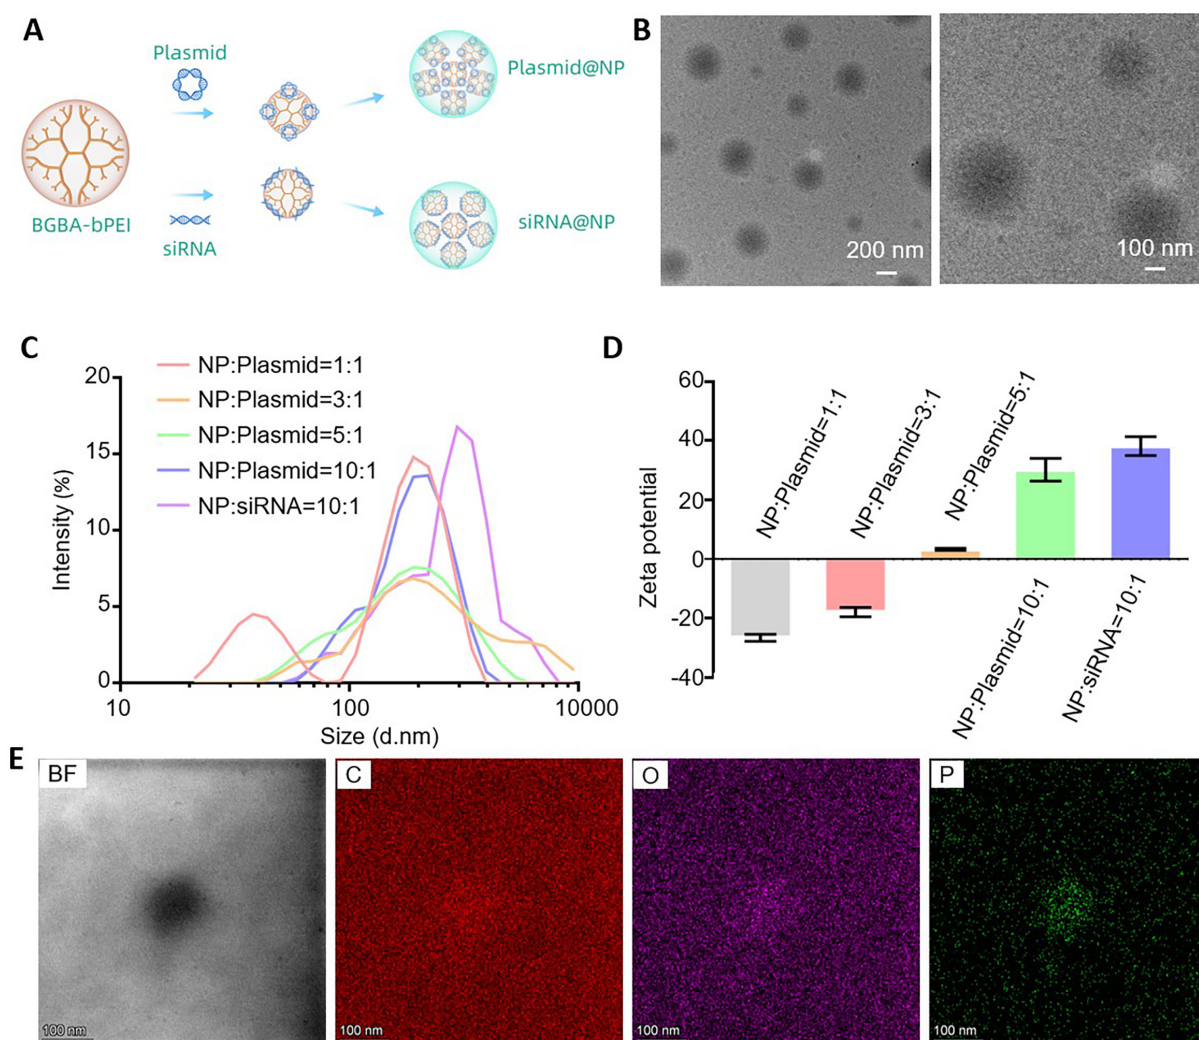 A
Plasmid
Plasmid@NP
BGBA-bPEI
siRNA
siRNA@NP
B
200 nm
100 nm
C
NP:Plasmid=1:1
NP:Plasmid=3:1
NP:Plasmid=5:1
NP:Plasmid=10:1
NP:siRNA=10:1
Intensity (%)
20
15
10
5
0
10
100
1000
10000
Size (d.nm)
D
Zeta potential
60
40
20
0
-20
-40
NP:Plasmid=1:1
NP:Plasmid=3:1
NP:Plasmid=5:1
NP:Plasmid=10:1
NP:siRNA=10:1
E
BF
100 nm
C
100 nm
O
100 nm
P
100 nm